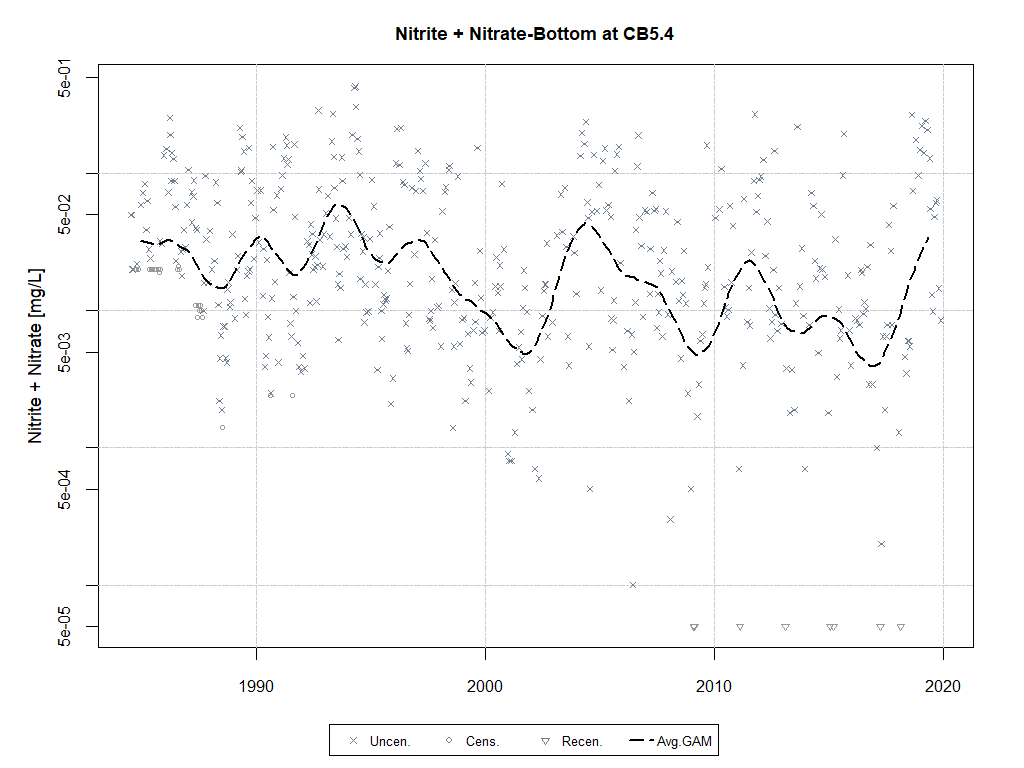 Nitrite + Nitrate-Bottom at CB5.4
Nitrite + Nitrate [mg/L]
5e-01
5e-02
5e-03
5e-04
5e-05
1990 2000 2010 2020
Uncen. Cens. Recen. Avg.GAM